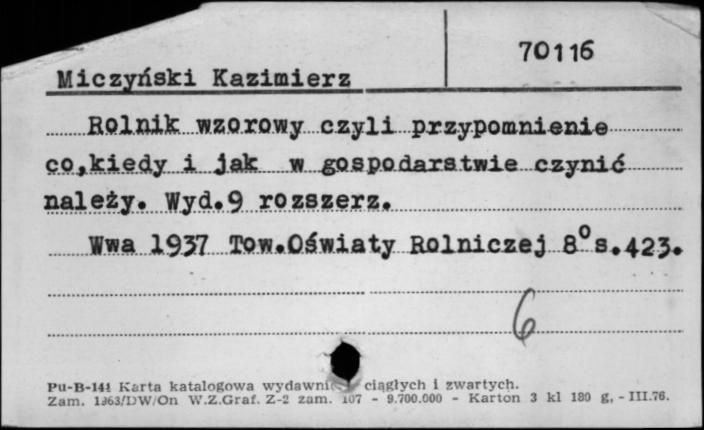 70116
Miczyński Kazimierz
Rolnik wzorowy czyli przypomnienie
co,kiedy i jak w gospodarstwie czynić
należy. Wyd.9 rozszerz.
Wwa 1937 Tow.Oświaty Rolniczej 8° s.423.
6
Pu-B-141 Karta katalogowa ciągłych i zwartych.
Zam. 1363/DW/On W.Z.Graf. Z-2 zam. 107 - 9.700.000 - Karton 3 kl 180 g, - III.76.